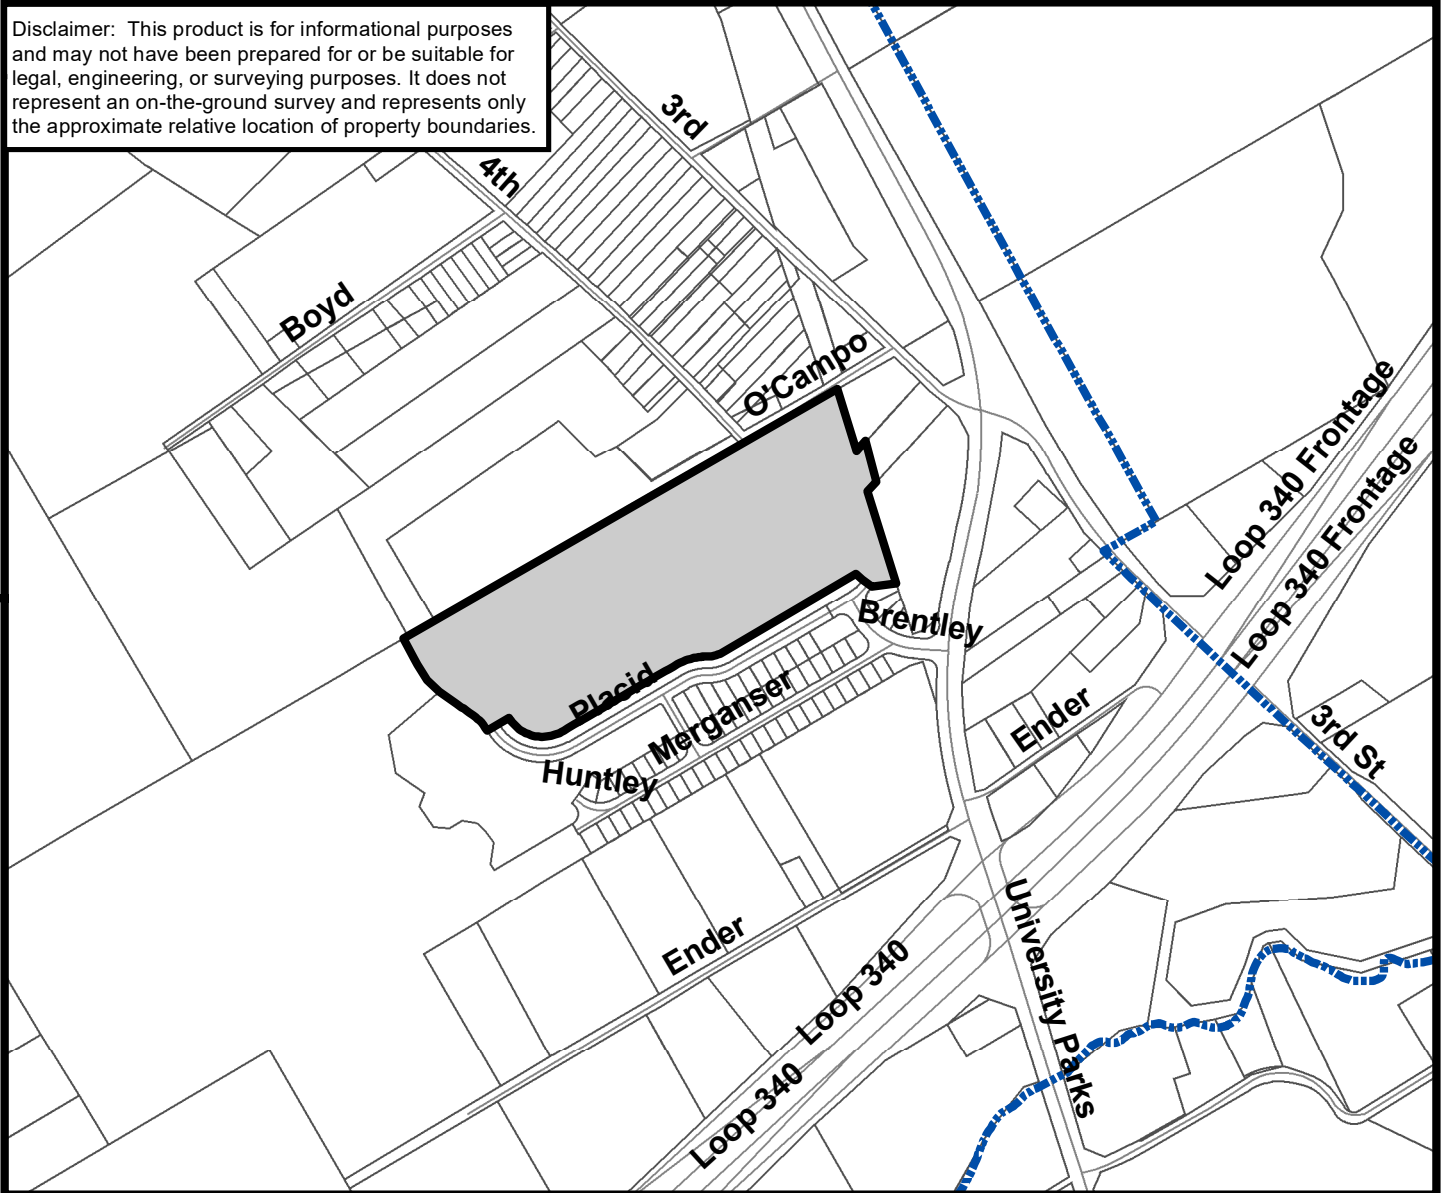 Disclaimer:  This product is for informational purposes
and may not have been prepared for or be suitable for
legal, engineering, or surveying purposes. It does not
represent an on-the-ground survey and represents only
the approximate relative location of property boundaries.
3rd
4th
Boyd
O'Campo
Loop 340 Frontage
Loop 340 Frontage
Brentley
Placid
Merganser
Huntley
Ender
3rd St
Ender
University Parks
Loop 340
Loop 340